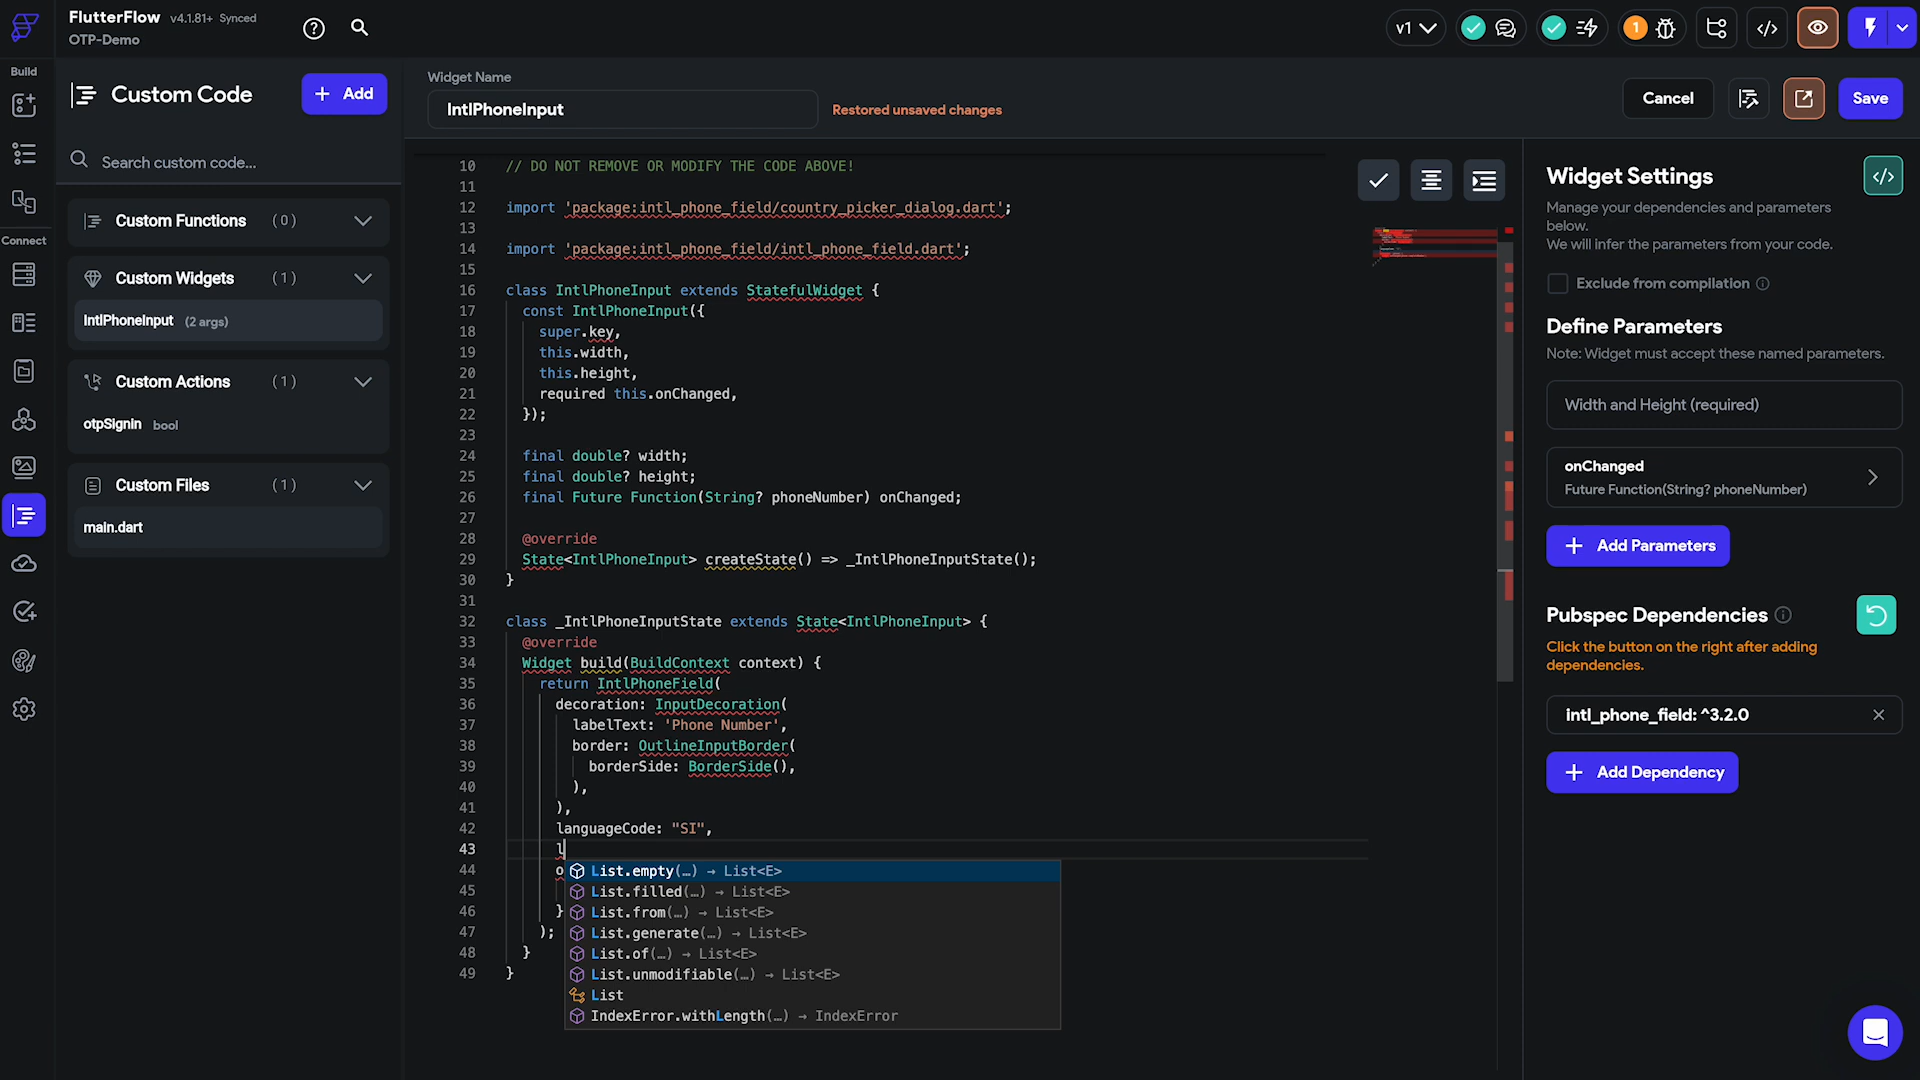 FlutterFlow v4.1.81+ Synced
OTP-Demo
v1
1
Build
Connect
Custom Code
+ Add
Search custom code...
Custom Functions (0)
Custom Widgets (1)
IntlPhoneInput (2 args)
Custom Actions (1)
otpSignin bool
Custom Files (1)
main.dart
Widget Name
IntlPhoneInput
Restored unsaved changes
Cancel
Save
10 // DO NOT REMOVE OR MODIFY THE CODE ABOVE!
11
12 import 'package:intl_phone_field/country_picker_dialog.dart';
13
14 import 'package:intl_phone_field/intl_phone_field.dart';
15
16 class IntlPhoneInput extends StatefulWidget {
17 const IntlPhoneInput({
18 super.key,
19 this.width,
20 this.height,
21 required this.onChanged,
22 });
23
24 final double? width;
25 final double? height;
26 final Future Function(String? phoneNumber) onChanged;
27
28 @override
29 State<IntlPhoneInput> createState() => _IntlPhoneInputState();
30 }
31
32 class _IntlPhoneInputState extends State<IntlPhoneInput> {
33 @override
34 Widget build(BuildContext context) {
35 return IntlPhoneField(
36 decoration: InputDecoration(
37 labelText: 'Phone Number',
38 border: OutlineInputBorder(
39 borderSide: BorderSide(),
40 ),
41 ),
42 languageCode: "SI",
43 l
44 o
45
46 }
47 );
48 }
49 }
List.empty(…) → List<E>
List.filled(…) → List<E>
List.from(…) → List<E>
List.generate(…) → List<E>
List.of(…) → List<E>
List.unmodifiable(…) → List<E>
List
IndexError.withLength(…) → IndexError
Widget Settings
Manage your dependencies and parameters
below.
We will infer the parameters from your code.
Exclude from compilation
Define Parameters
Note: Widget must accept these named parameters.
Width and Height (required)
onChanged
Future Function(String? phoneNumber)
+ Add Parameters
Pubspec Dependencies
Click the button on the right after adding
dependencies.
intl_phone_field: ^3.2.0
+ Add Dependency